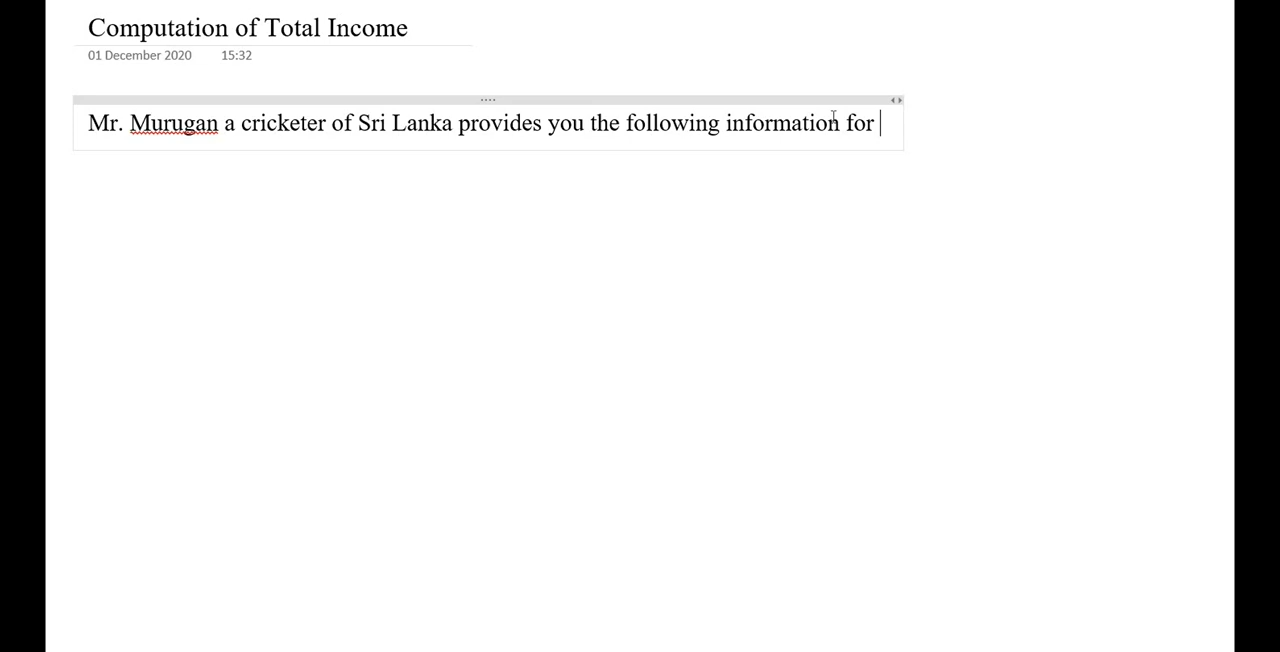 Computation of Total Income
01 December 2020 15:32
Mr. Murugan a cricketer of Sri Lanka provides you the following information for